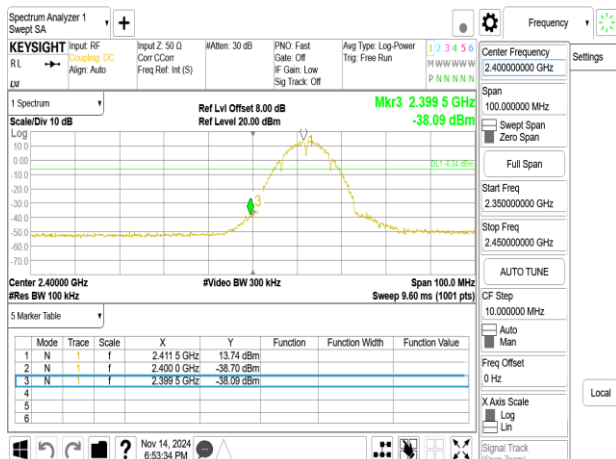 Spectrum Analyzer 1
Swept SA
Frequency
KEYSIGHT
RL
Input: RF
Coupling: DC
Align: Auto
Input Z: 50 Ω
Corr CCorr
Freq Ref: Int (S)
#Atten: 30 dB
PNO: Fast
Gate: Off
IF Gain: Low
Sig Track: Off
Avg Type: Log-Power
Trig: Free Run
1 2 3 4 5 6
M W W W W W
P N N N N N
1 Spectrum
Scale/Div 10 dB
Ref Lvl Offset 8.00 dB
Ref Level 20.00 dBm
Mkr3 2.399 5 GHz
-38.09 dBm
Log
10.0
0.00
-10.0
-20.0
-30.0
-40.0
-50.0
-60.0
-70.0
1
3
DL1 -6.24 dBm
Center 2.40000 GHz
#Res BW 100 kHz
#Video BW 300 kHz
Span 100.0 MHz
Sweep 9.60 ms (1001 pts)
5 Marker Table
Mode Trace Scale X Y Function Function Width Function Value
1 N 1 f 2.411 5 GHz 13.74 dBm
2 N 1 f 2.400 0 GHz -38.70 dBm
3 N 1 f 2.399 5 GHz -38.09 dBm
4
5
6
Nov 14, 2024
6:53:34 PM
Center Frequency
2.400000000 GHz
Settings
Span
100.000000 MHz
Swept Span
Zero Span
Full Span
Start Freq
2.350000000 GHz
Stop Freq
2.450000000 GHz
AUTO TUNE
CF Step
10.000000 MHz
Auto
Man
Freq Offset
0 Hz
Local
X Axis Scale
Log
Lin
Signal Track